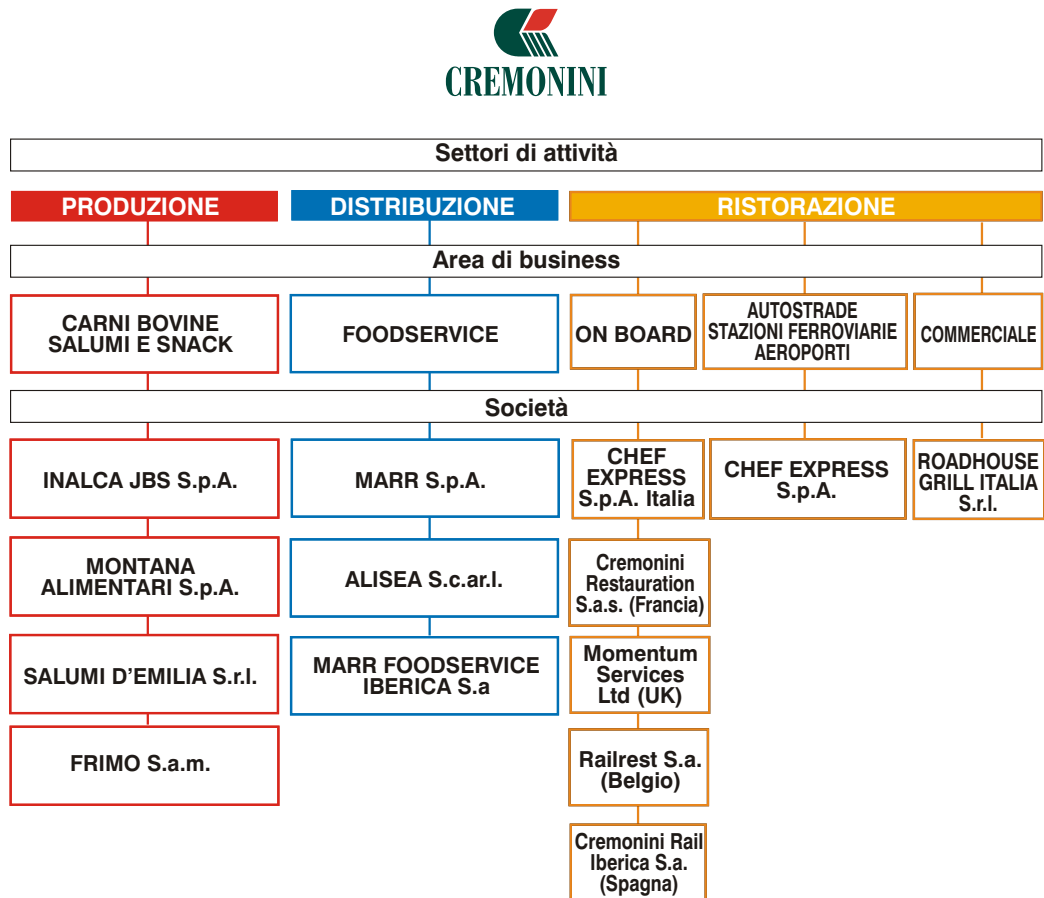 CREMONINI
Settori di attività
PRODUZIONE
DISTRIBUZIONE
RISTORAZIONE
Area di business
CARNI BOVINE
SALUMI E SNACK
FOODSERVICE
ON BOARD
AUTOSTRADE
STAZIONI FERROVIARIE
AEROPORTI
COMMERCIALE
Società
INALCA JBS S.p.A.
MARR S.p.A.
CHEF
EXPRESS
S.p.A. Italia
CHEF EXPRESS
S.p.A.
ROADHOUSE
GRILL ITALIA
S.r.l.
MONTANA
ALIMENTARI S.p.A.
ALISEA S.c.ar.l.
Cremonini
Restauration
S.a.s. (Francia)
SALUMI D'EMILIA S.r.l.
MARR FOODSERVICE
IBERICA S.a
Momentum
Services
Ltd (UK)
FRIMO S.a.m.
Railrest S.a.
(Belgio)
Cremonini Rail
Iberica S.a.
(Spagna)